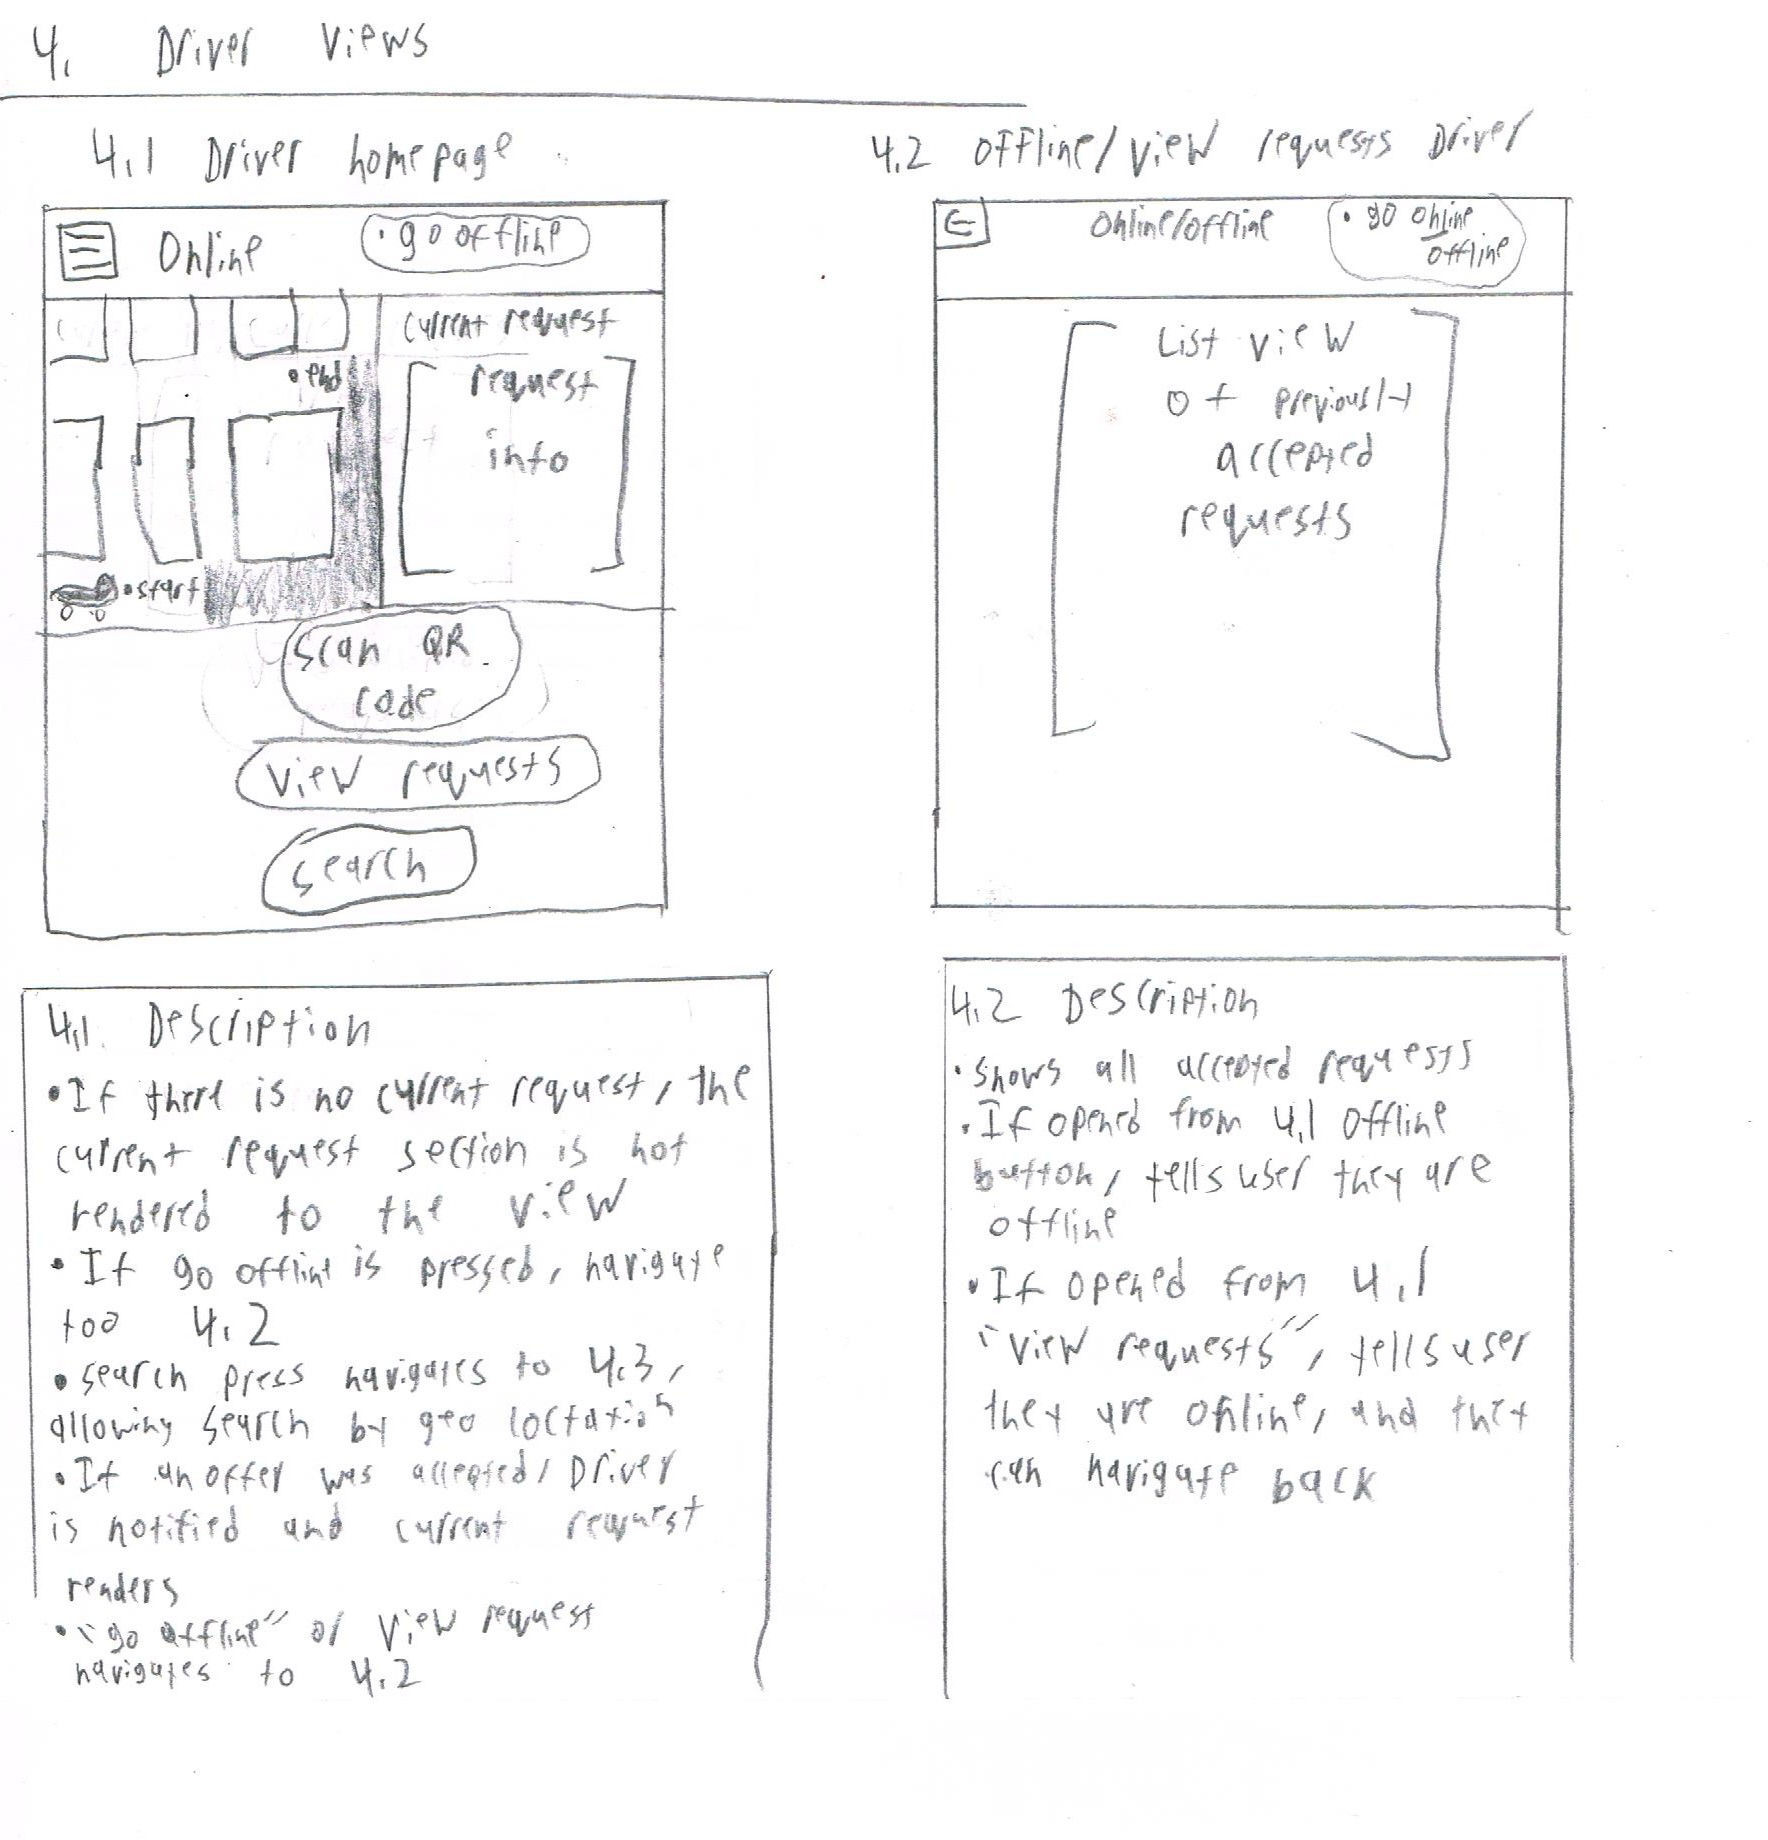 4. Driver Views
4.1 Driver homepage
Online
• go offline
current request
request
info
• end
• start
Scan QR
code
View requests
Search
4.1. Description
• If there is no current request, the
current request section is not
rendered to the view
• If go offline is pressed, navigate
too 4.2
• search press navigates to 4.3,
allowing search by geo loctation
• If an offer was accepted, Driver
is notified and current request
renders
• "go offline" or View request
navigates to 4.2
4.2 Offline/view requests Driver
Online/offline
• go online
offline
List view
of previously
accepted
requests
4.2 Description
• shows all accepted requests
• If opened from 4.1 offline
button, tells user they are
offline
• If opened from 4.1
"view requests", tells user
they are online, and they
can navigate back